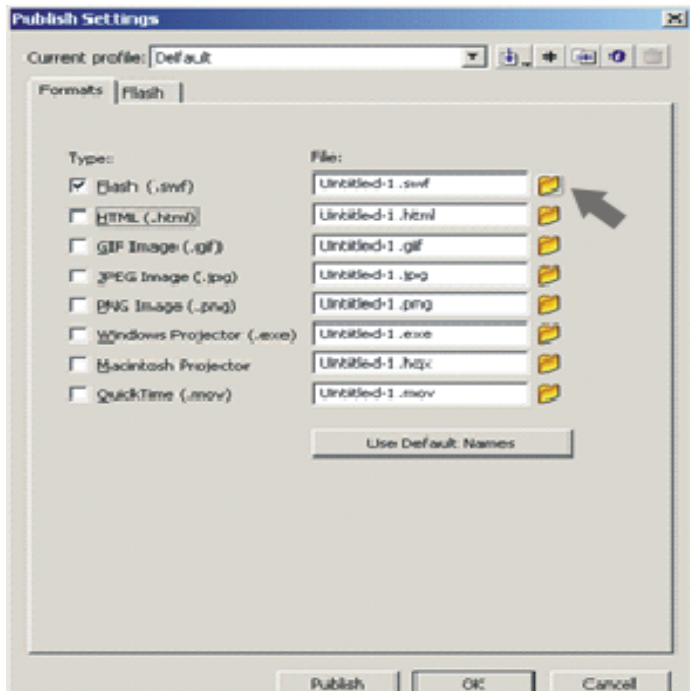 Publish Settings
Current profile: Default
Formats Flash
Type: File:
Flash (.swf) Untitled-1.swf
HTML (.html) Untitled-1.html
GIF Image (.gif) Untitled-1.gif
JPEG Image (.jpg) Untitled-1.jpg
PNG Image (.png) Untitled-1.png
Windows Projector (.exe) Untitled-1.exe
Macintosh Projector Untitled-1.hqx
QuickTime (.mov) Untitled-1.mov
Use Default Names
Publish OK Cancel